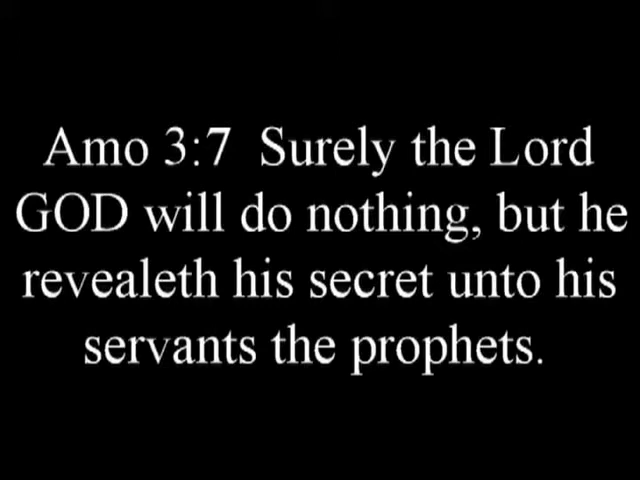 Amo 3:7  Surely the Lord
GOD will do nothing, but he
revealeth his secret unto his
servants the prophets.